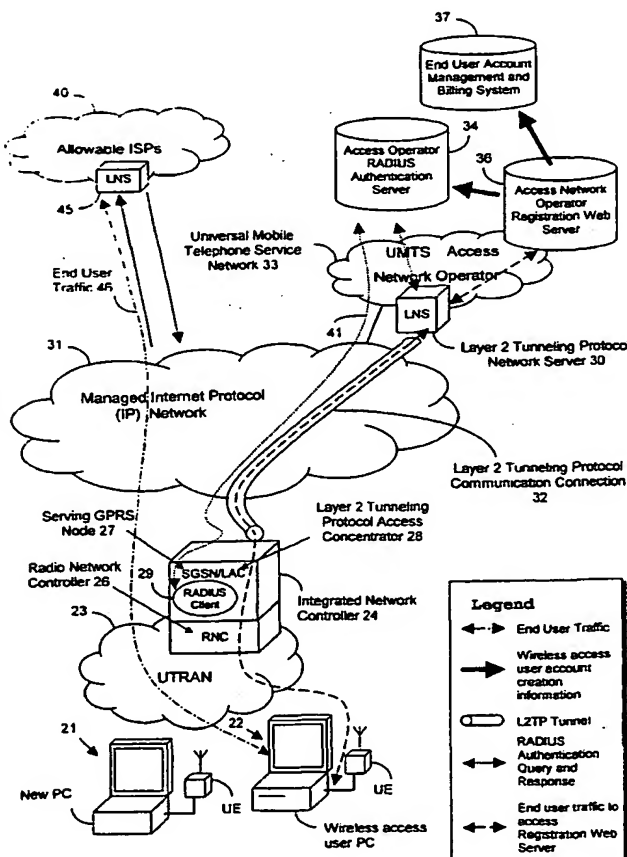 37
End User Account
Management and
Billing System
40
Allowable ISPs
LNS
45
34
Access Operator
RADIUS
Authentication
Server
36
Access Network
Operator
Registration Web
Server
Universal Mobile
Telephone Service
Network 33
UMTS Access
Network Operator
LNS
End User
Traffic 46
41
Layer 2 Tunneling Protocol
Network Server 30
31
Managed Internet Protocol
(IP) Network
Layer 2 Tunneling Protocol
Communication Connection
32
Serving GPRS
Node 27
Layer 2 Tunneling
Protocol Access
Concentrator 28
Radio Network
Controller 26
29
SGSN/LAC
RADIUS
Client
RNC
Integrated Network
Controller 24
23
UTRAN
21
22
New PC
UE
UE
Wireless access
user PC
Legend
End User Traffic
Wireless access
user account
creation
information
L2TP Tunnel
RADIUS
Authentication
Query and
Response
End user traffic to
access
Registration Web
Server